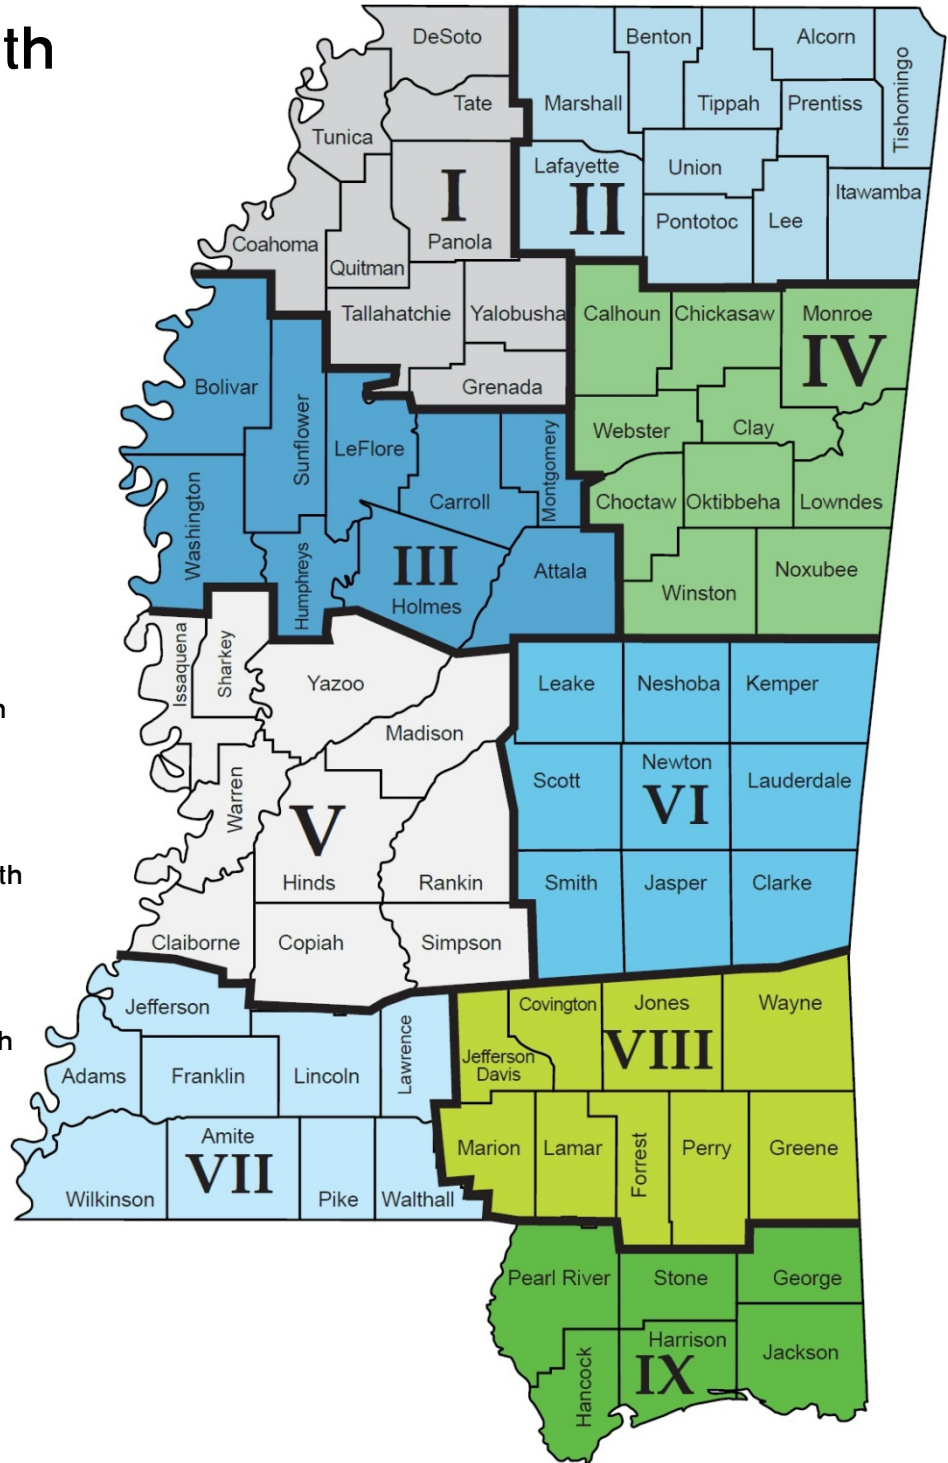 th
DeSoto
Benton
Alcorn
Tishomingo
Tate
Marshall
Tippah
Prentiss
Tunica
Lafayette
Union
Itawamba
I
II
Pontotoc
Lee
Coahoma
Panola
Quitman
Tallahatchie
Yalobusha
Calhoun
Chickasaw
Monroe
IV
Bolivar
Grenada
Sunflower
LeFlore
Montgomery
Webster
Clay
Washington
Carroll
Choctaw
Oktibbeha
Lowndes
Humphreys
III
Attala
Holmes
Winston
Noxubee
Issaquena
Sharkey
Yazoo
Leake
Neshoba
Kemper
h
Madison
Newton
Scott
Lauderdale
VI
Warren
V
th
Hinds
Rankin
Smith
Jasper
Clarke
Claiborne
Copiah
Simpson
Jefferson
Covington
Jones
Wayne
h
Lawrence
VIII
Jefferson
Davis
Adams
Franklin
Lincoln
Amite
VII
Marion
Lamar
Forrest
Perry
Greene
Wilkinson
Pike
Walthall
Pearl River
Stone
George
Harrison
Jackson
Hancock
IX